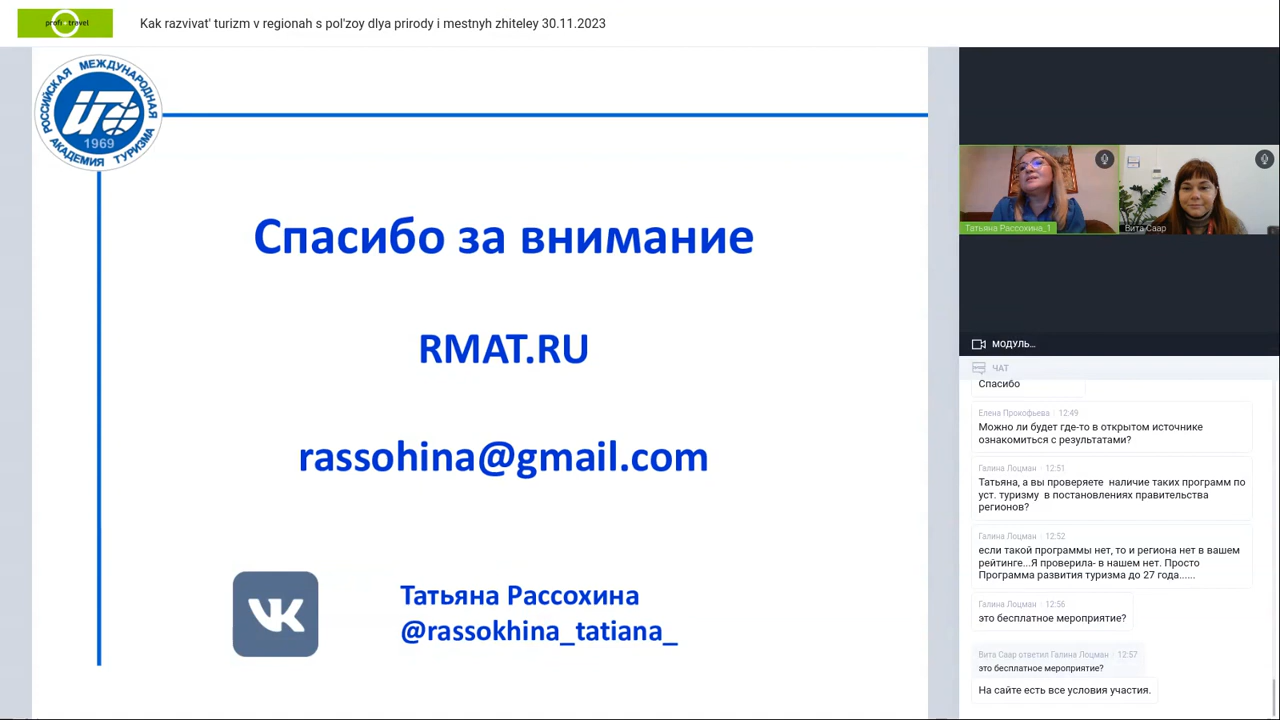 profi travel
Kak razvivat' turizm v regionah s pol'zoy dlya prirody i mestnyh zhiteley 30.11.2023
РОССИЙСКАЯ МЕЖДУНАРОДНАЯ
АКАДЕМИЯ ТУРИЗМА
1969
Спасибо за внимание
RMAT.RU
rassohina@gmail.com
Татьяна Рассохина
@rassokhina_tatiana_
Татьяна Рассохина_1
Вита Саар
МОДУЛЬ...
ЧАТ
Спасибо
Елена Прокофьева 12:49
Можно ли будет где-то в открытом источнике
ознакомиться с результатами?
Галина Лоцман 12:51
Татьяна, а вы проверяете наличие таких программ по
уст. туризму в постановлениях правительства
регионов?
Галина Лоцман 12:52
если такой программы нет, то и региона нет в вашем
рейтинге...Я проверила- в нашем нет. Просто
Программа развития туризма до 27 года......
Галина Лоцман 12:56
это бесплатное мероприятие?
Вита Саар ответил Галина Лоцман 12:57
это бесплатное мероприятие?
На сайте есть все условия участия.